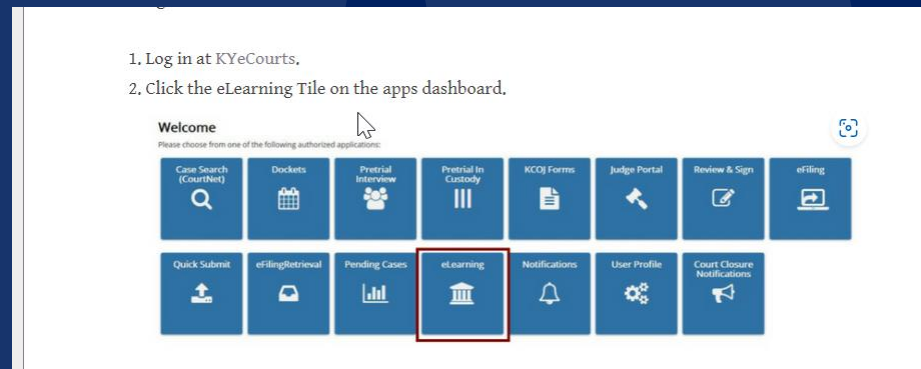 1. Log in at KYeCourts.
2. Click the eLearning Tile on the apps dashboard.
Welcome
Please choose from one of the following authorized applications:
Case Search
(CourtNet)
Dockets
Pretrial
Interview
Pretrial In
Custody
KCOJ Forms
Judge Portal
Review & Sign
eFiling
Quick Submit
eFilingRetrieval
Pending Cases
eLearning
Notifications
User Profile
Court Closure
Notifications